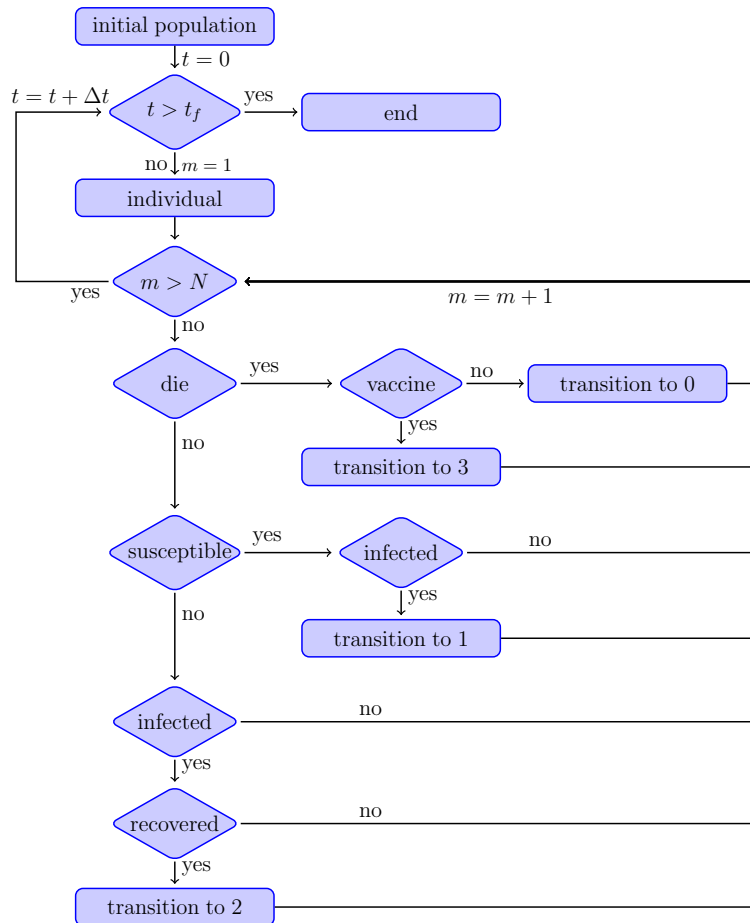 initial population
t = 0
t = t + Δt
t > t_f
yes
end
no
m = 1
individual
m > N
yes
m = m + 1
no
die
yes
vaccine
no
transition to 0
no
yes
transition to 3
susceptible
yes
infected
no
no
yes
transition to 1
infected
no
yes
recovered
no
yes
transition to 2